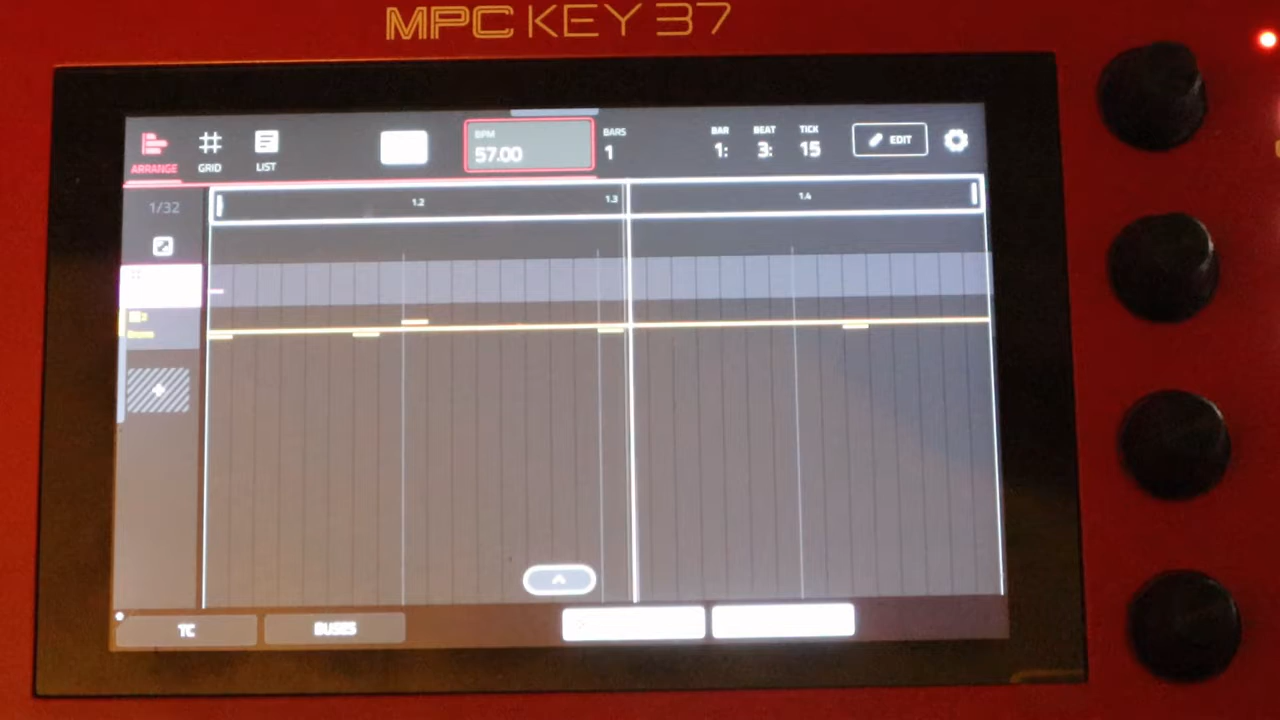 MPC KEY 37
ARRANGE
GRID
LIST
BPM
57.00
BARS
1
BAR
1:
BEAT
3:
TICK
15
EDIT
1/32
1.2
1.3
1.4
TC
BUSES